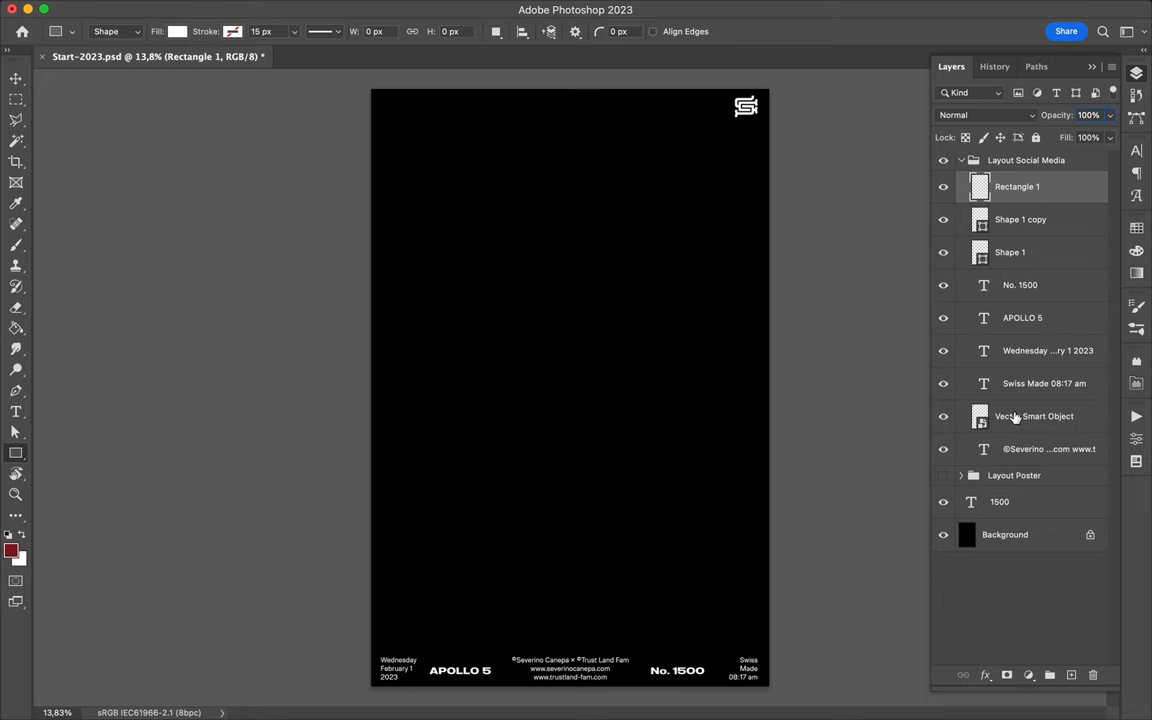 Adobe Photoshop 2023
Shape
Fill:
Stroke:
15 px
W: 0 px
H: 0 px
0 px
Align Edges
Share
Start-2023.psd @ 13,8% (Rectangle 1, RGB/8) *
Layers
History
Paths
Kind
Normal
Opacity: 100%
Lock:
Fill: 100%
Layout Social Media
Rectangle 1
Shape 1 copy
Shape 1
No. 1500
APOLLO 5
Wednesday ...ry 1 2023
Swiss Made 08:17 am
Smart Object
©Severino ...com www.t
Layout Poster
1500
Background
Wednesday
February 1
2023
APOLLO 5
©Severino Canepa × ©Trust Land Fam
www.severinocanepa.com
www.trustland-fam.com
No. 1500
Swiss
Made
08:17 am
13,83%
sRGB IEC61966-2.1 (8bpc)